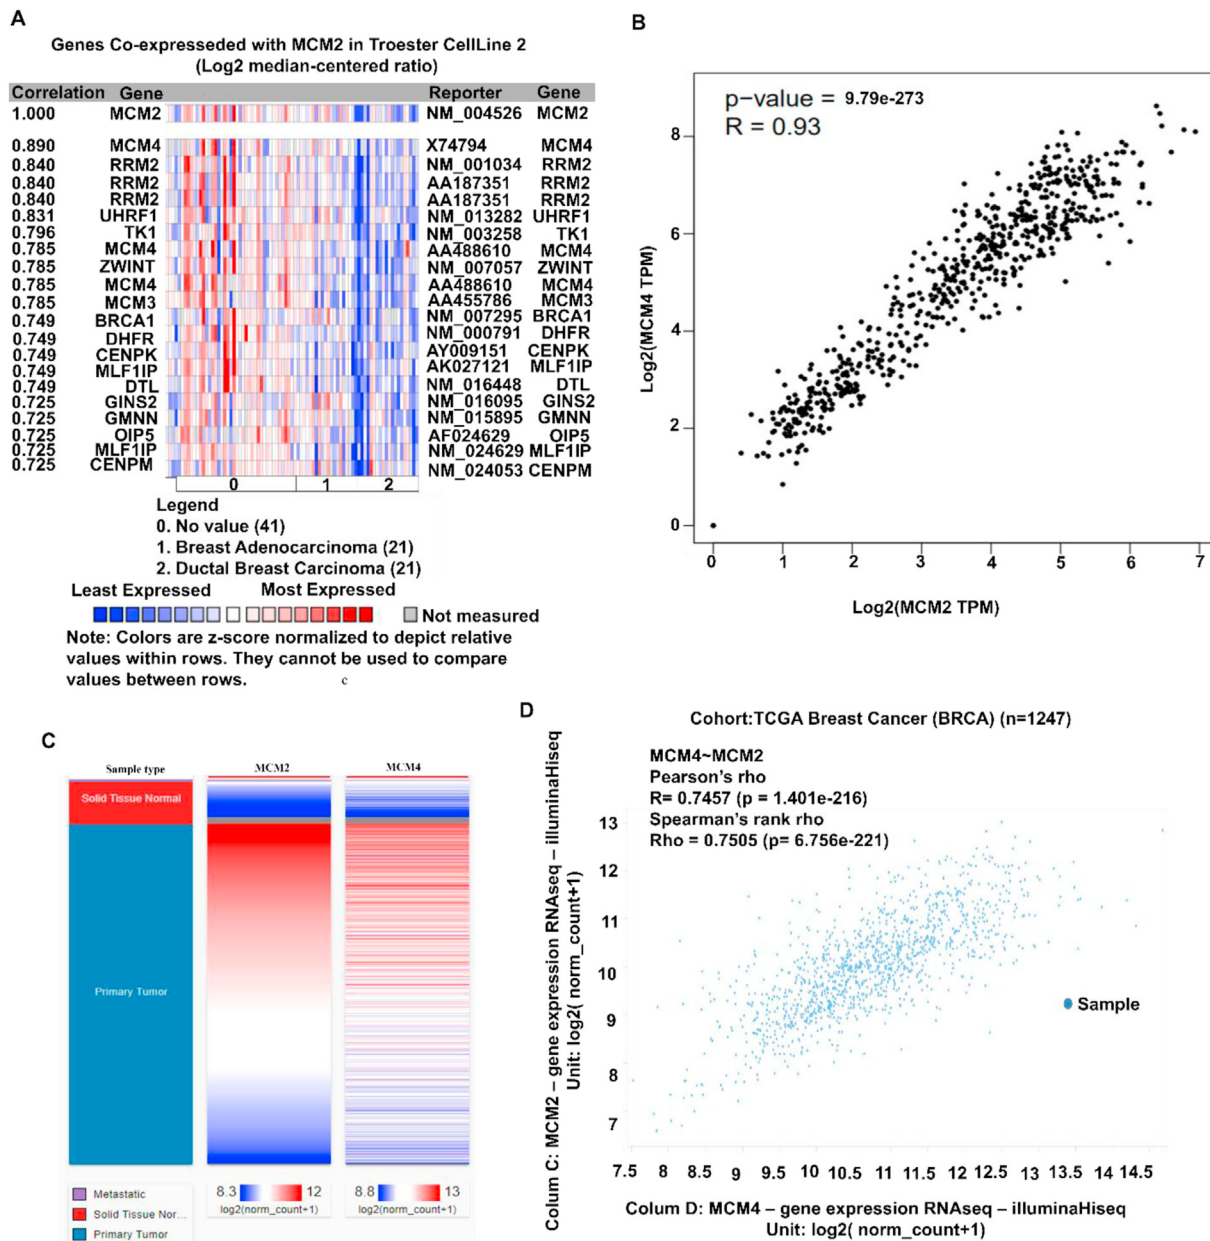 A
Genes Co-expresseded with MCM2 in Troester CellLine 2
(Log2 median-centered ratio)
Correlation Gene Reporter Gene
1.000 MCM2 NM_004526 MCM2
0.890 MCM4 X74794 MCM4
0.840 RRM2 NM_001034 RRM2
0.840 RRM2 AA187351 RRM2
0.840 RRM2 AA187351 RRM2
0.831 UHRF1 NM_013282 UHRF1
0.796 TK1 NM_003258 TK1
0.785 MCM4 AA488610 MCM4
0.785 ZWINT NM_007057 ZWINT
0.785 MCM4 AA488610 MCM4
0.785 MCM3 AA455786 MCM3
0.749 BRCA1 NM_007295 BRCA1
0.749 DHFR NM_000791 DHFR
0.749 CENPK AY009151 CENPK
0.749 MLF1IP AK027121 MLF1IP
0.749 DTL NM_016448 DTL
0.725 GINS2 NM_016095 GINS2
0.725 GMNN NM_015895 GMNN
0.725 OIP5 AF024629 OIP5
0.725 MLF1IP NM_024629 MLF1IP
0.725 CENPM NM_024053 CENPM
0 1 2
Legend
0. No value (41)
1. Breast Adenocarcinoma (21)
2. Ductal Breast Carcinoma (21)
Least Expressed Most Expressed
Not measured
Note: Colors are z-score normalized to depict relative
values within rows. They cannot be used to compare
values between rows.
c
B
p-value = 9.79e-273
R = 0.93
Log2(MCM4 TPM)
8
6
4
2
0
0 1 2 3 4 5 6 7
Log2(MCM2 TPM)
C
Sample type MCM2 MCM4
Solid Tissue Normal
Primary Tumor
Metastatic
Solid Tissue Nor...
Primary Tumor
8.3 12
log2(norm_count+1)
8.8 13
log2(norm_count+1)
D
Cohort:TCGA Breast Cancer (BRCA) (n=1247)
MCM4~MCM2
Pearson's rho
R= 0.7457 (p = 1.401e-216)
Spearman's rank rho
Rho = 0.7505 (p= 6.756e-221)
Colum C: MCM2 – gene expression RNAseq – illuminaHiseq
Unit: log2( norm_count+1)
13
12
11
10
9
8
7
Sample
7.5 8 8.5 9 9.5 10 10.5 11 11.5 12 12.5 13 13.5 14 14.5
Colum D: MCM4 – gene expression RNAseq – illuminaHiseq
Unit: log2( norm_count+1)